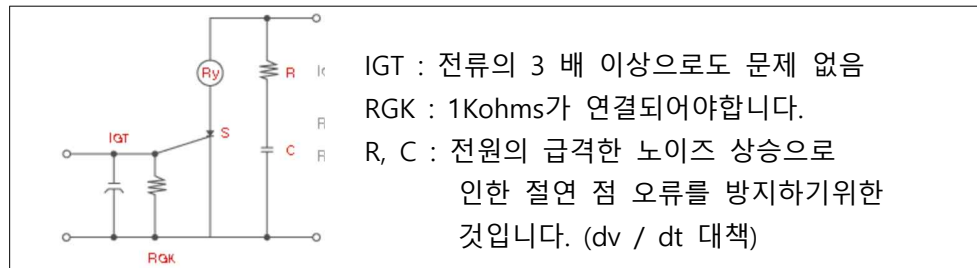 Ry
R
S
IGT
C
RGK
IGT : 전류의 3 배 이상으로도 문제 없음
RGK : 1Kohms가 연결되어야합니다.
R, C : 전원의 급격한 노이즈 상승으로
인한 절연 점 오류를 방지하기위한
것입니다. (dv / dt 대책)